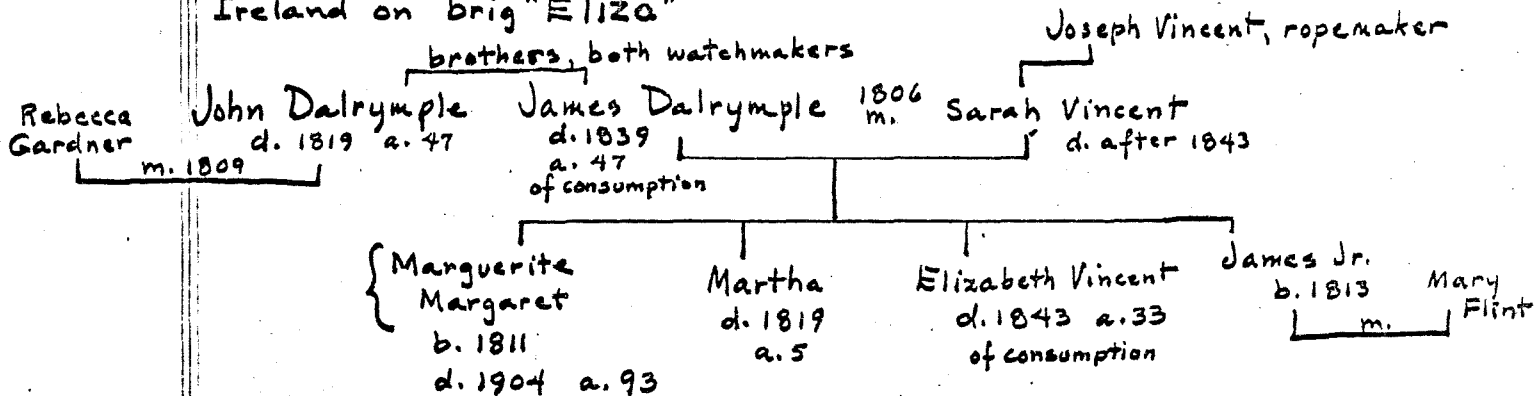 Ireland on brig "Eliza"
Joseph Vincent, ropemaker
brothers, both watchmakers
Rebecca Gardner
John Dalrymple
d. 1819 a. 47
m. 1809
James Dalrymple
d. 1839
a. 47
of consumption
1806
m.
Sarah Vincent
d. after 1843
Marguerite
Margaret
b. 1811
d. 1904 a. 93
Martha
d. 1819
a. 5
Elizabeth Vincent
d. 1843 a. 33
of consumption
James Jr.
b. 1813
m.
Mary
Flint